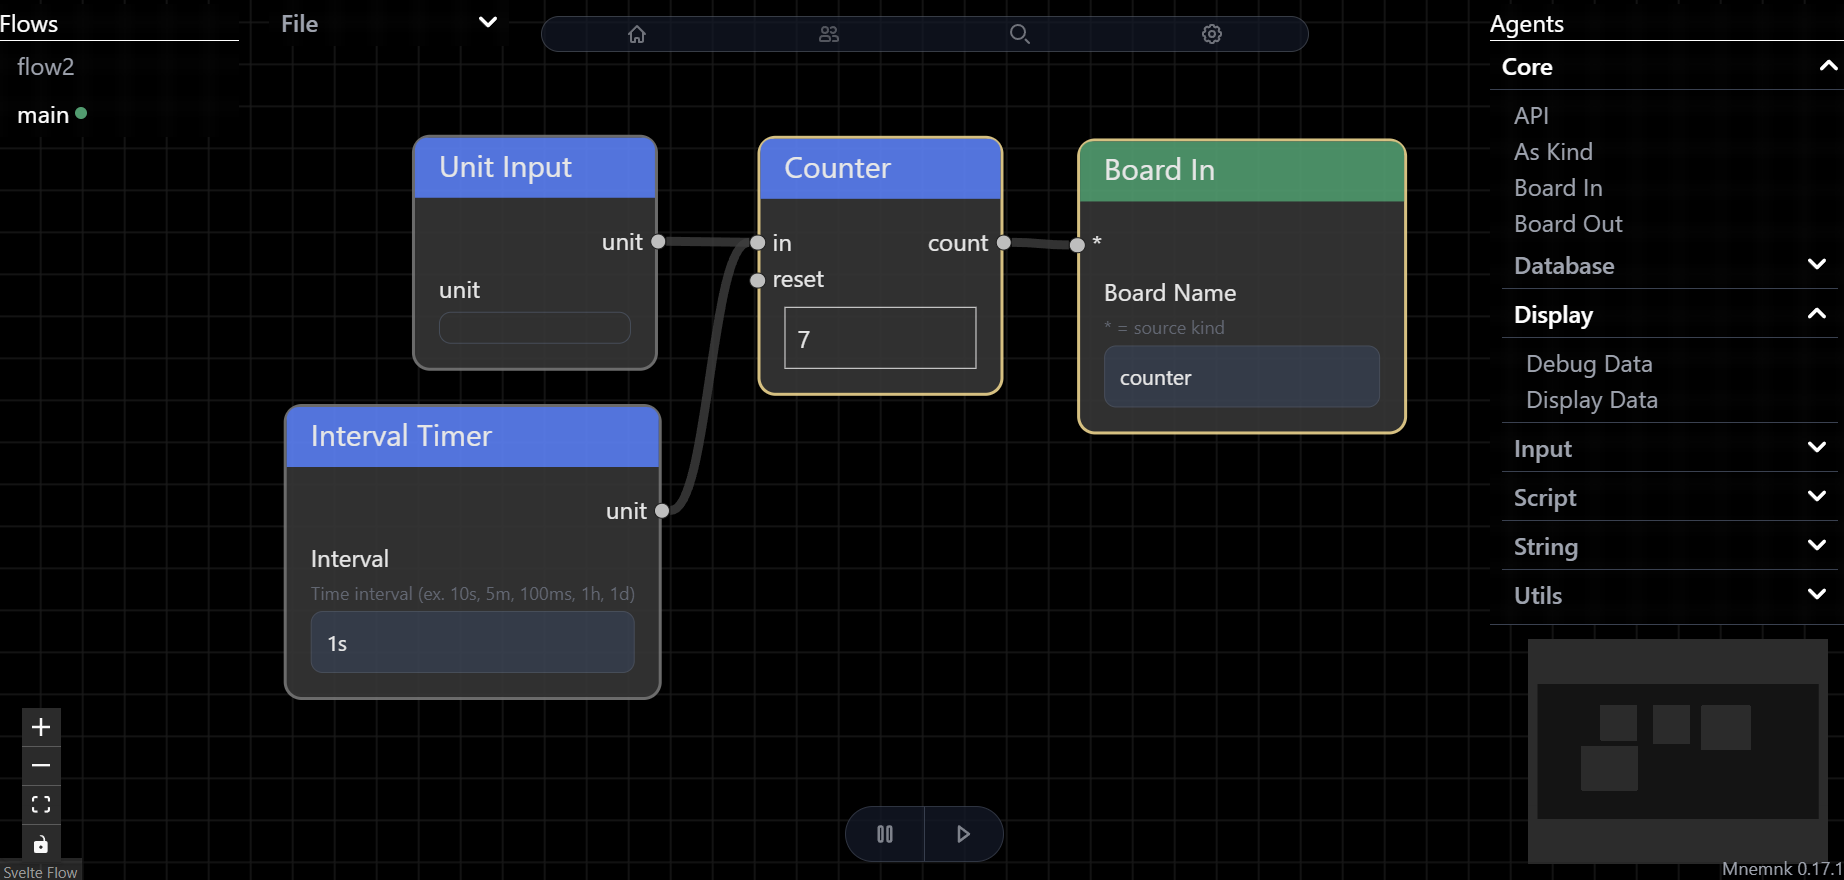 Flows
flow2
main
File
Unit Input
unit
unit
Interval Timer
unit
Interval
Time interval (ex. 10s, 5m, 100ms, 1h, 1d)
1s
Counter
in
count
reset
7
Board In
*
Board Name
* = source kind
counter
Agents
Core
API
As Kind
Board In
Board Out
Database
Display
Debug Data
Display Data
Input
Script
String
Utils
Svelte Flow
Mnemnk 0.17.1